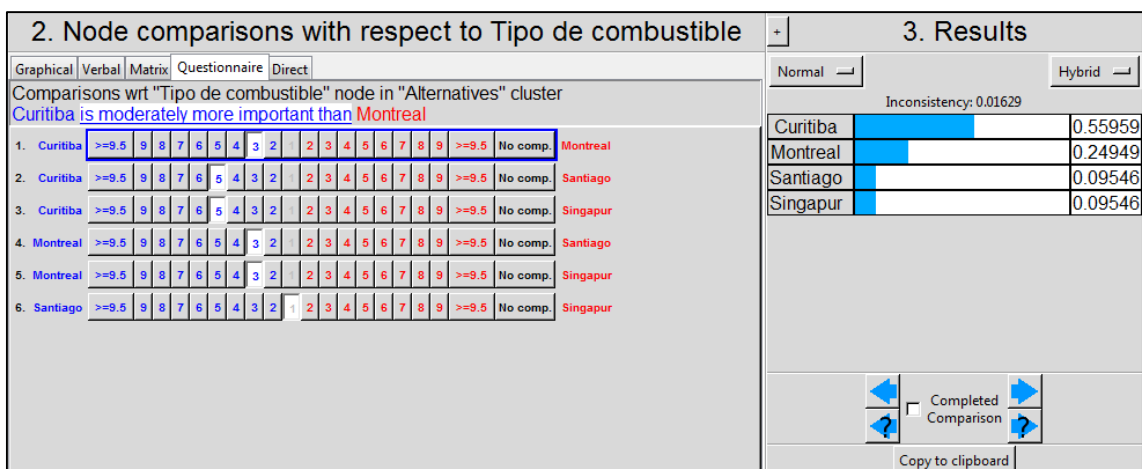 2. Node comparisons with respect to Tipo de combustible
Graphical Verbal Matrix Questionnaire Direct
Comparisons wrt "Tipo de combustible" node in "Alternatives" cluster
Curitiba is moderately more important than Montreal
1. Curitiba >=9.5 9 8 7 6 5 4 3 2 1 2 3 4 5 6 7 8 9 >=9.5 No comp. Montreal
2. Curitiba >=9.5 9 8 7 6 5 4 3 2 1 2 3 4 5 6 7 8 9 >=9.5 No comp. Santiago
3. Curitiba >=9.5 9 8 7 6 5 4 3 2 1 2 3 4 5 6 7 8 9 >=9.5 No comp. Singapur
4. Montreal >=9.5 9 8 7 6 5 4 3 2 1 2 3 4 5 6 7 8 9 >=9.5 No comp. Santiago
5. Montreal >=9.5 9 8 7 6 5 4 3 2 1 2 3 4 5 6 7 8 9 >=9.5 No comp. Singapur
6. Santiago >=9.5 9 8 7 6 5 4 3 2 1 2 3 4 5 6 7 8 9 >=9.5 No comp. Singapur
+ 3. Results
Normal Hybrid
Inconsistency: 0.01629
Curitiba 0.55959
Montreal 0.24949
Santiago 0.09546
Singapur 0.09546
Completed
Comparison
? ?
Copy to clipboard